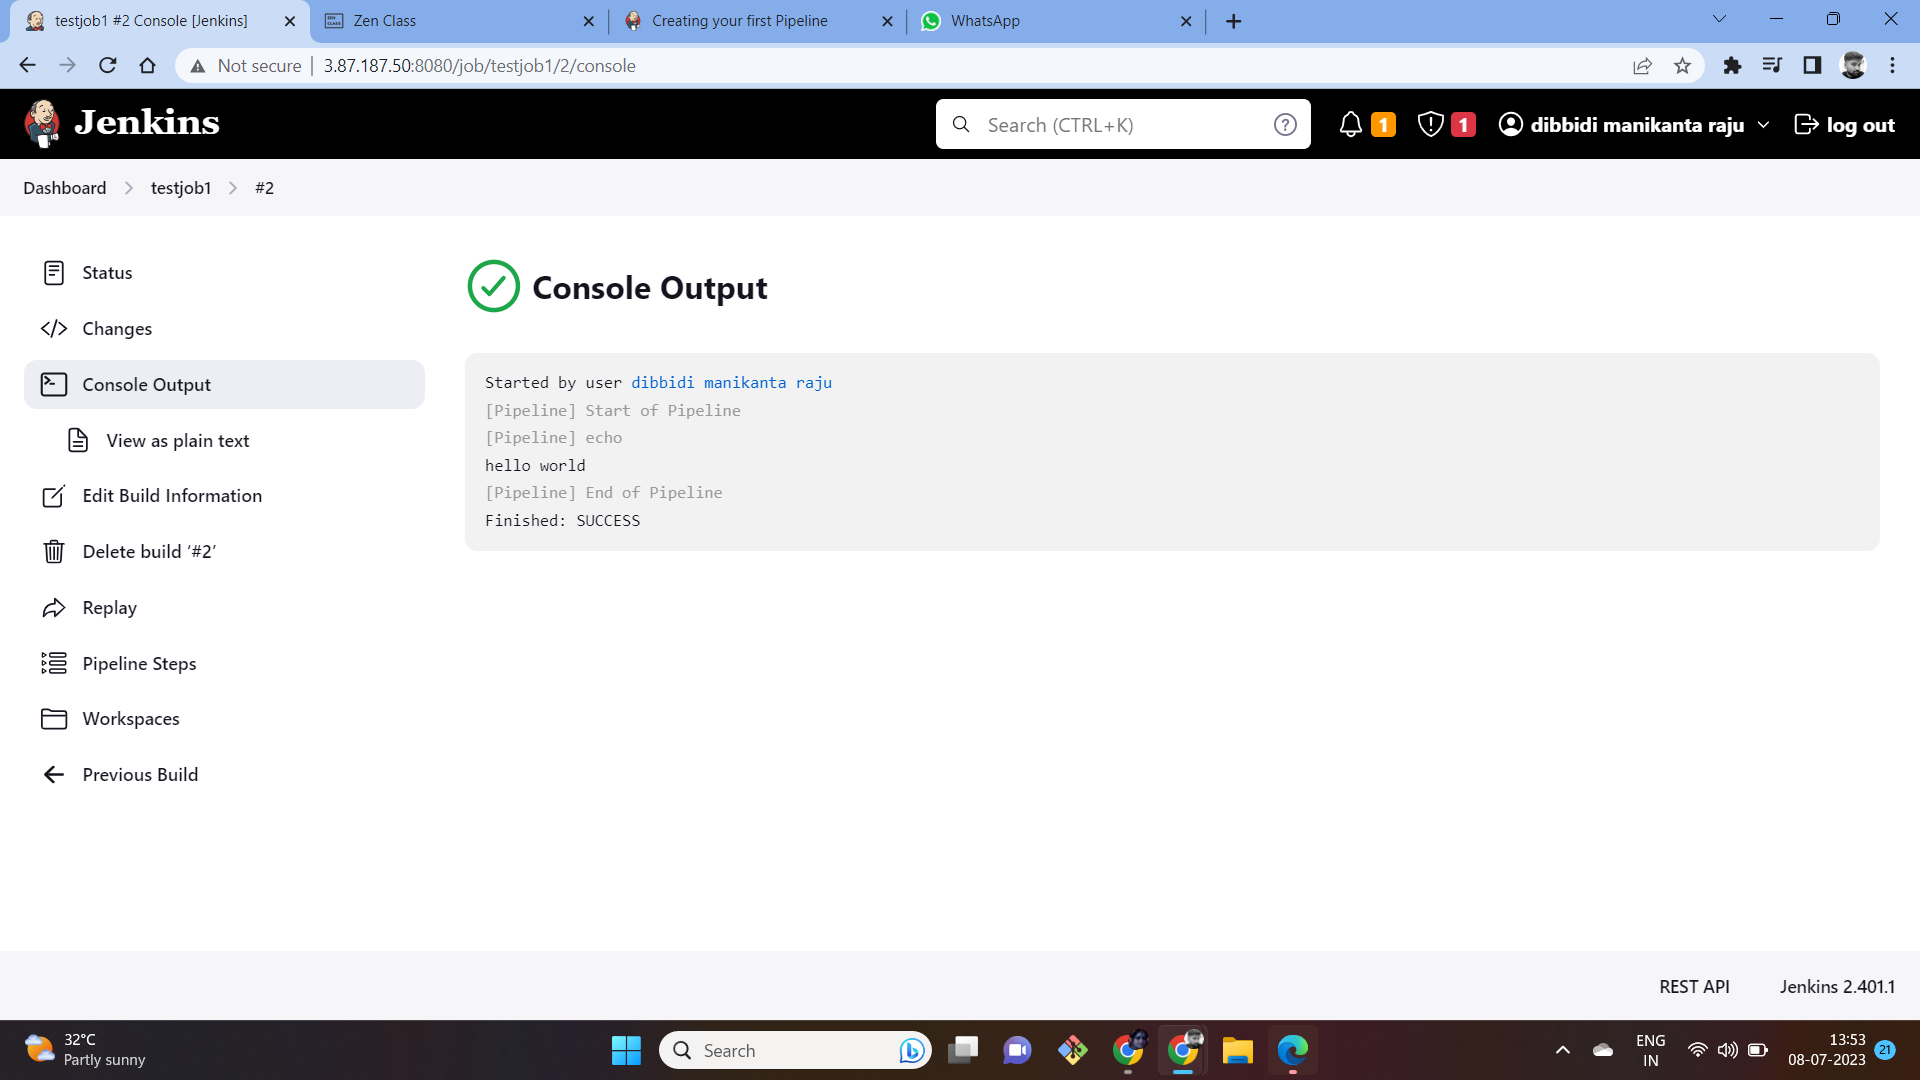 testjob1 #2 Console [Jenkins]
Zen Class
Creating your first Pipeline
WhatsApp
Not secure
3.87.187.50:8080/job/testjob1/2/console
Jenkins
Search (CTRL+K)
1
1
dibbidi manikanta raju
log out
Dashboard
testjob1
#2
Status
Changes
Console Output
View as plain text
Edit Build Information
Delete build ‘#2’
Replay
Pipeline Steps
Workspaces
Previous Build
Console Output
Started by user dibbidi manikanta raju
[Pipeline] Start of Pipeline
[Pipeline] echo
hello world
[Pipeline] End of Pipeline
Finished: SUCCESS
REST API
Jenkins 2.401.1
32°C
Partly sunny
Search
ENG
IN
13:53
08-07-2023
21